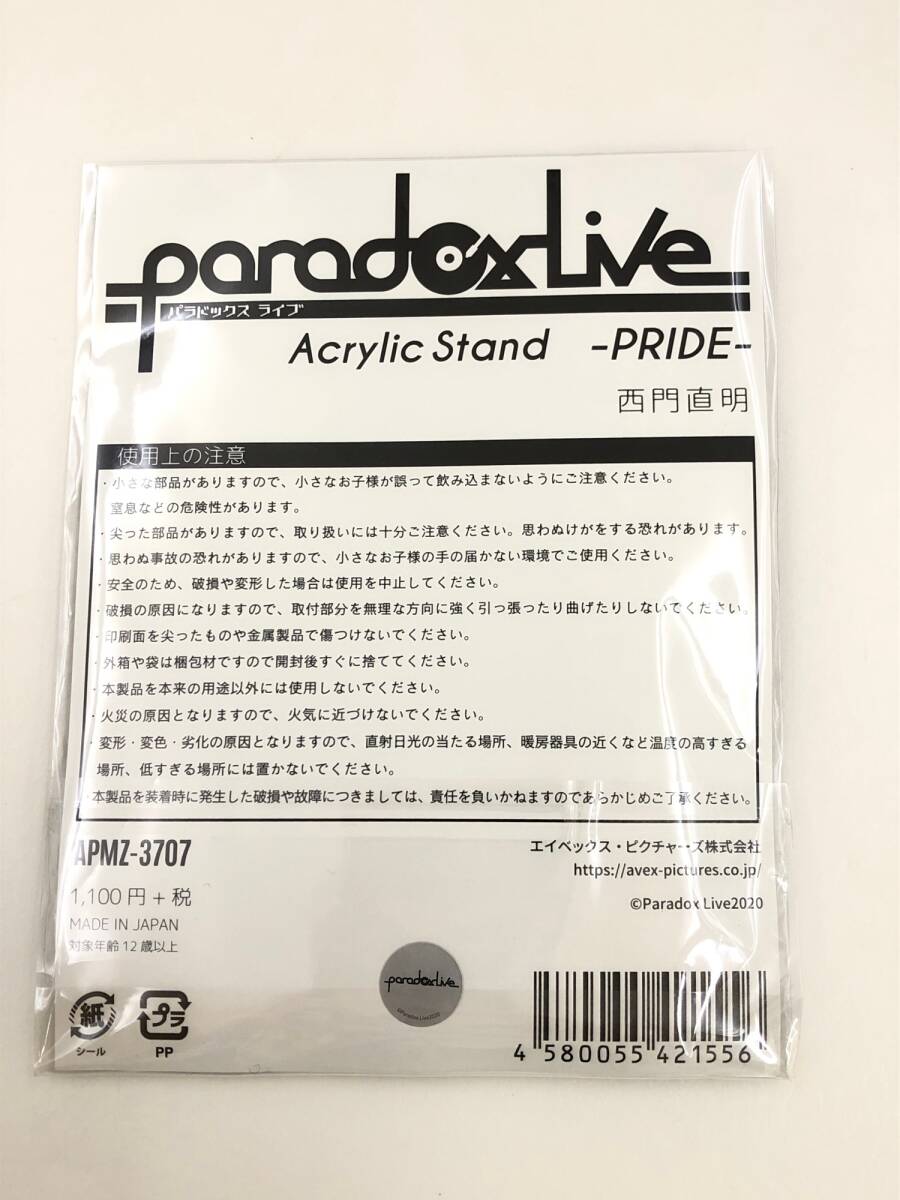 paradoxLive
パラドックス ライブ
Acrylic Stand -PRIDE-
西門直明
使用上の注意
・小さな部品がありますので、小さなお子様が誤って飲み込まないようにご注意ください。
窒息などの危険性があります。
・尖った部品がありますので、取り扱いには十分ご注意ください。思わぬけがをする恐れがあります。
・思わぬ事故の恐れがありますので、小さなお子様の手の届かない環境でご使用ください。
・安全のため、破損や変形した場合は使用を中止してください。
・破損の原因になりますので、取付部分を無理な方向に強く引っ張ったり曲げたりしないでください。
・印刷面を尖ったものや金属製品で傷つけないでください。
・外箱や袋は梱包材ですので開封後すぐに捨ててください。
・本製品を本来の用途以外には使用しないでください。
・火災の原因となりますので、火気に近づけないでください。
・変形・変色・劣化の原因となりますので、直射日光の当たる場所、暖房器具の近くなど温度の高すぎる
場所、低すぎる場所には置かないでください。
・本製品を装着時に発生した破損や故障につきましては、責任を負いかねますのであらかじめご了承ください。
APMZ-3707
1,100円+税
MADE IN JAPAN
対象年齢12歳以上
エイベックス・ピクチャーズ株式会社
https://avex-pictures.co.jp/
©Paradox Live2020
紙
シール
プラ
PP
paradoxLive
©Paradox Live2020
4 580055 421556